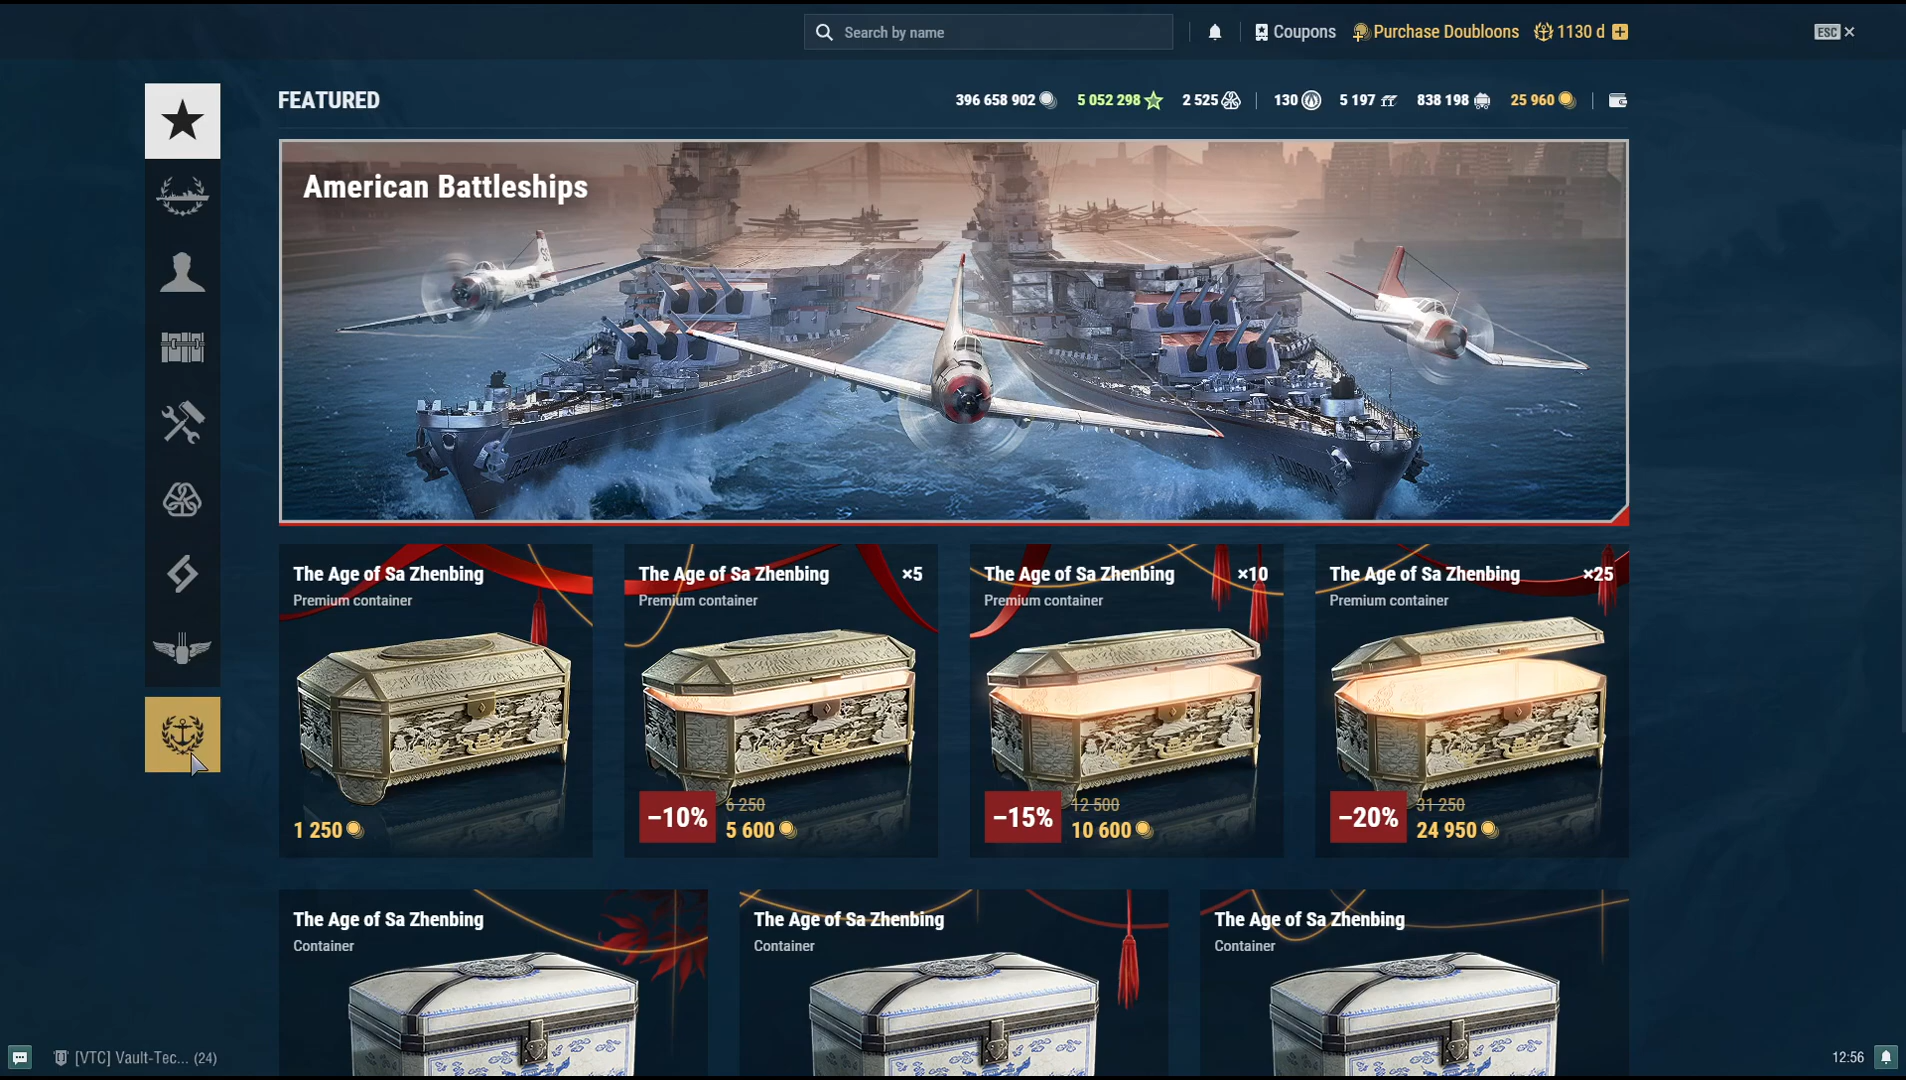 Search by name
Coupons
Purchase Doubloons
1130 d
ESC
FEATURED
396 658 902
5 052 298
2 525
130
5 197
838 198
25 960
American Battleships
DELAWARE
LOUISIANA
The Age of Sa Zhenbing
Premium container
1 250
The Age of Sa Zhenbing
×5
Premium container
–10%
6 250
5 600
The Age of Sa Zhenbing
×10
Premium container
–15%
12 500
10 600
The Age of Sa Zhenbing
×25
Premium container
–20%
31 250
24 950
The Age of Sa Zhenbing
Container
The Age of Sa Zhenbing
Container
The Age of Sa Zhenbing
Container
[VTC] Vault-Tec... (24)
12:56